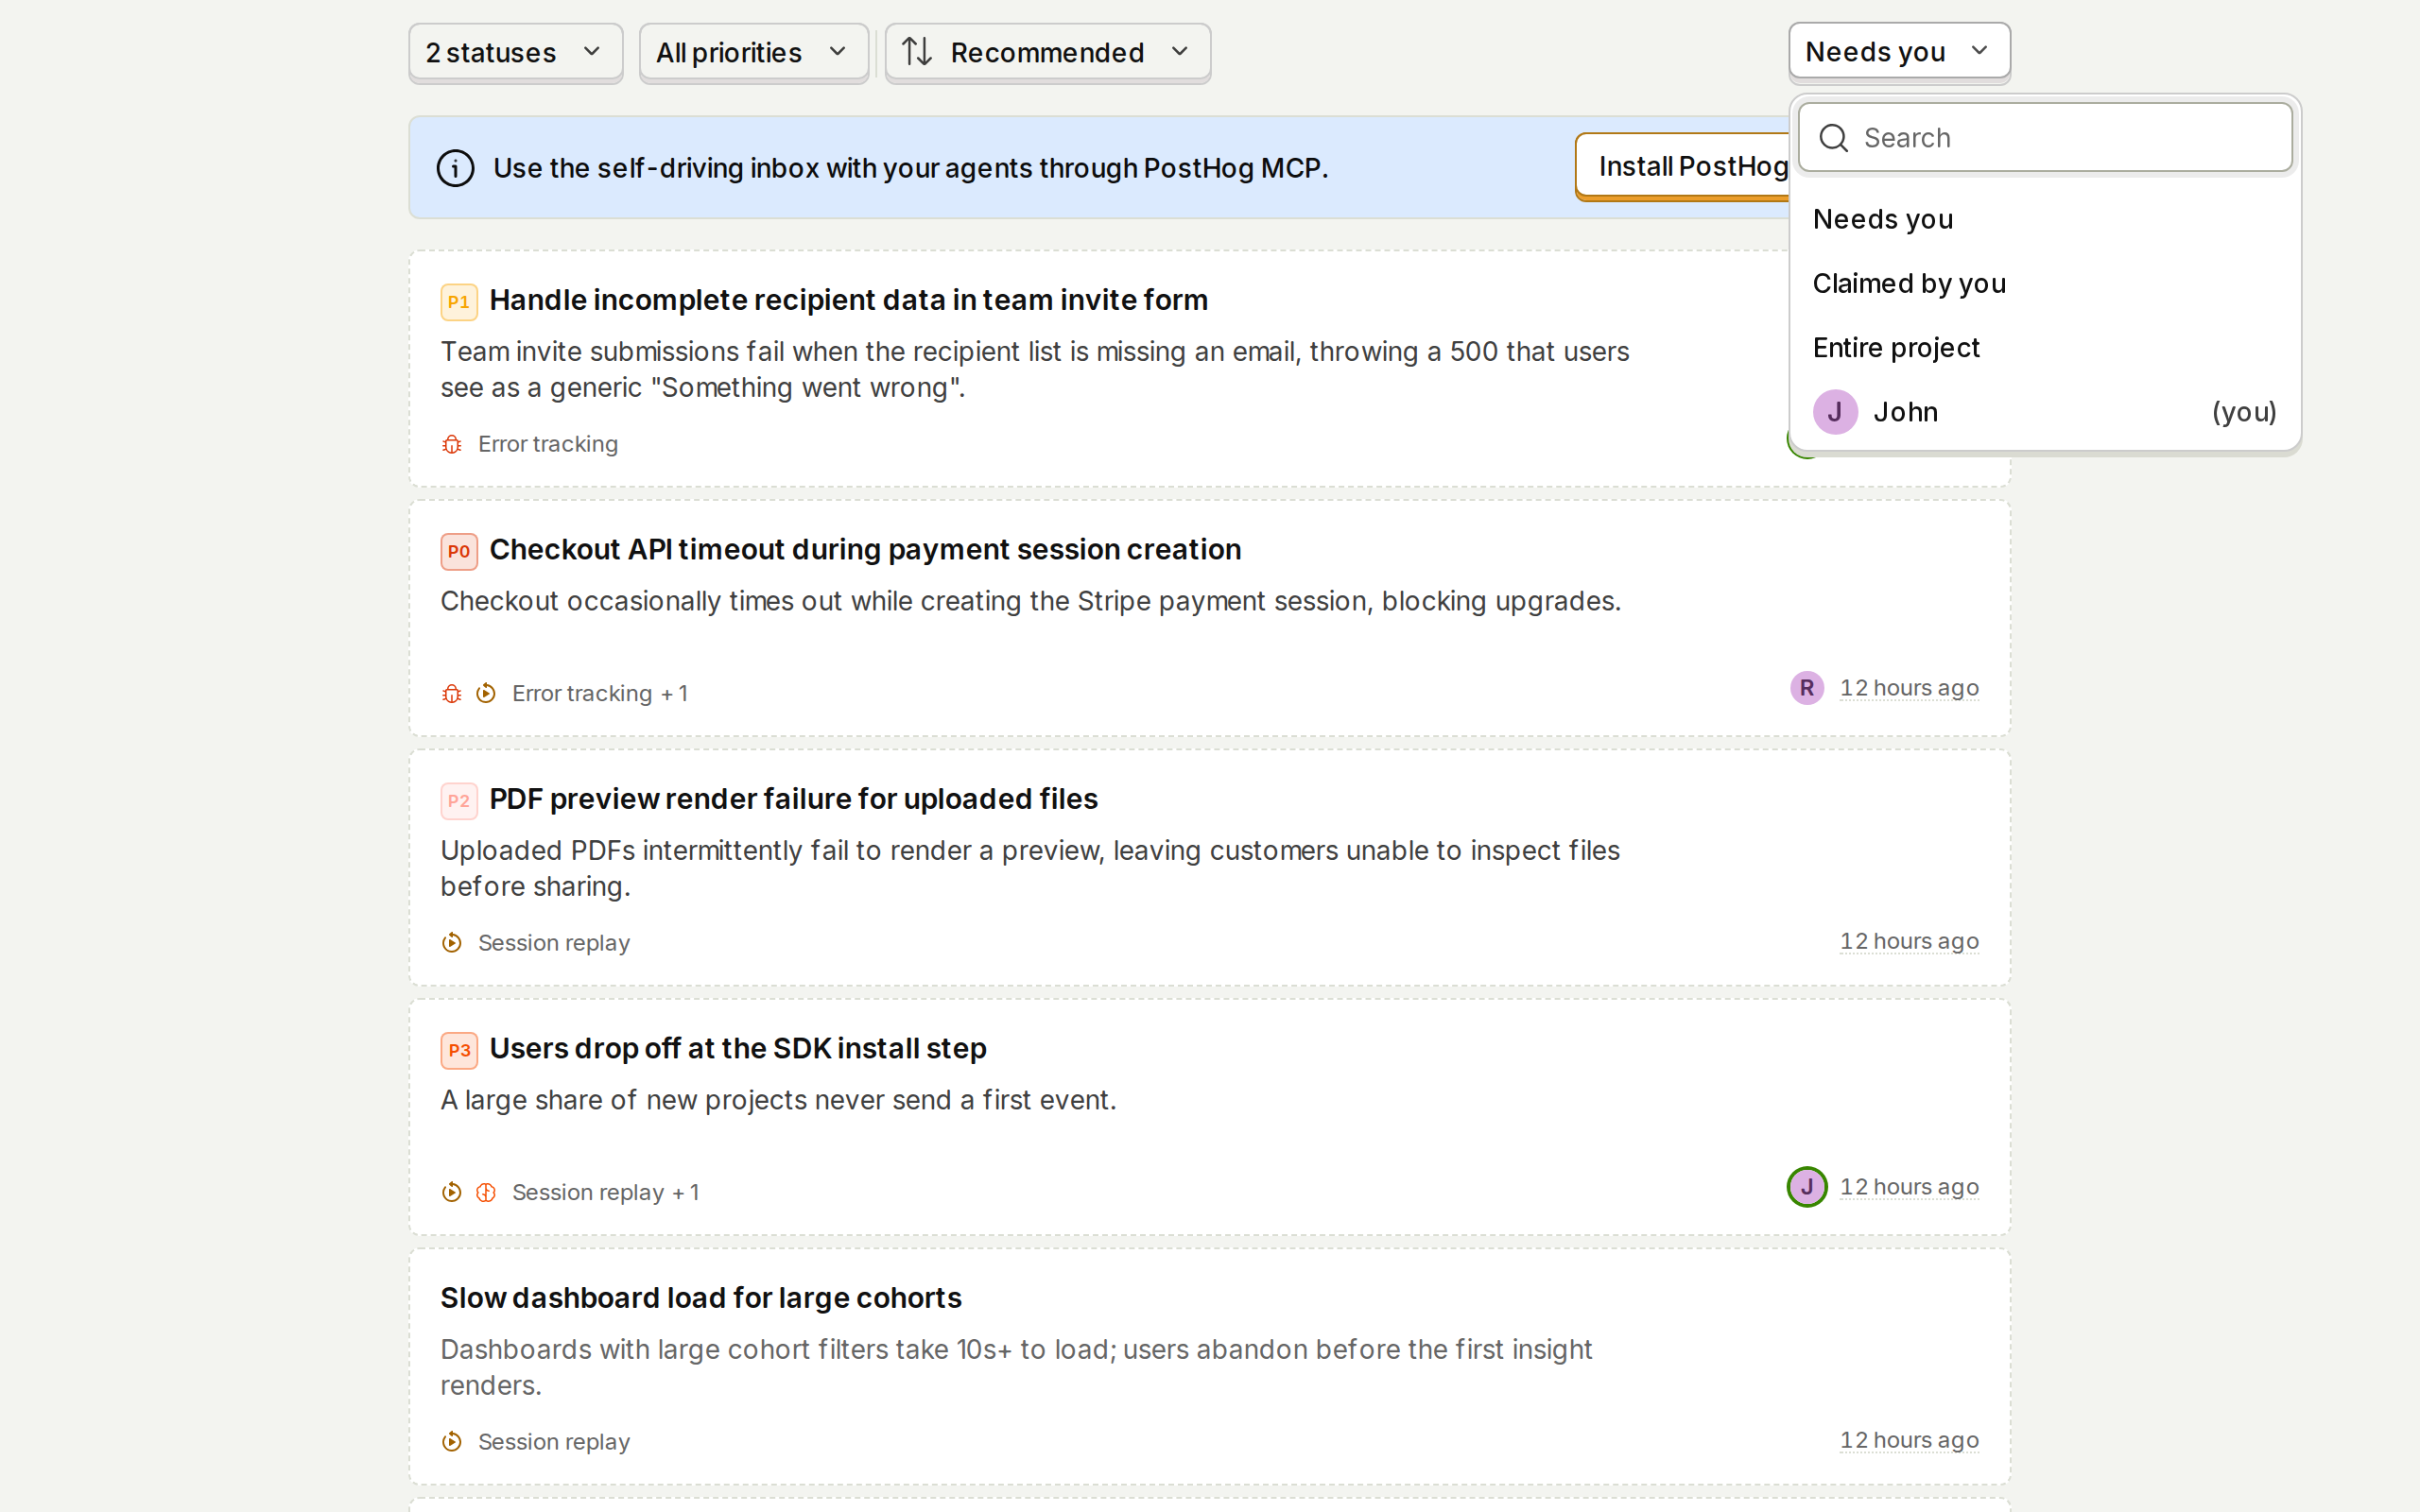 2 statuses
All priorities
Recommended
Needs you
Use the self-driving inbox with your agents through PostHog MCP.
Install PostHog
Search
Needs you
Claimed by you
Entire project
J John (you)
P1 Handle incomplete recipient data in team invite form
Team invite submissions fail when the recipient list is missing an email, throwing a 500 that users
see as a generic "Something went wrong".
Error tracking
P0 Checkout API timeout during payment session creation
Checkout occasionally times out while creating the Stripe payment session, blocking upgrades.
Error tracking + 1
R 12 hours ago
P2 PDF preview render failure for uploaded files
Uploaded PDFs intermittently fail to render a preview, leaving customers unable to inspect files
before sharing.
Session replay
12 hours ago
P3 Users drop off at the SDK install step
A large share of new projects never send a first event.
Session replay + 1
J 12 hours ago
Slow dashboard load for large cohorts
Dashboards with large cohort filters take 10s+ to load; users abandon before the first insight
renders.
Session replay
12 hours ago